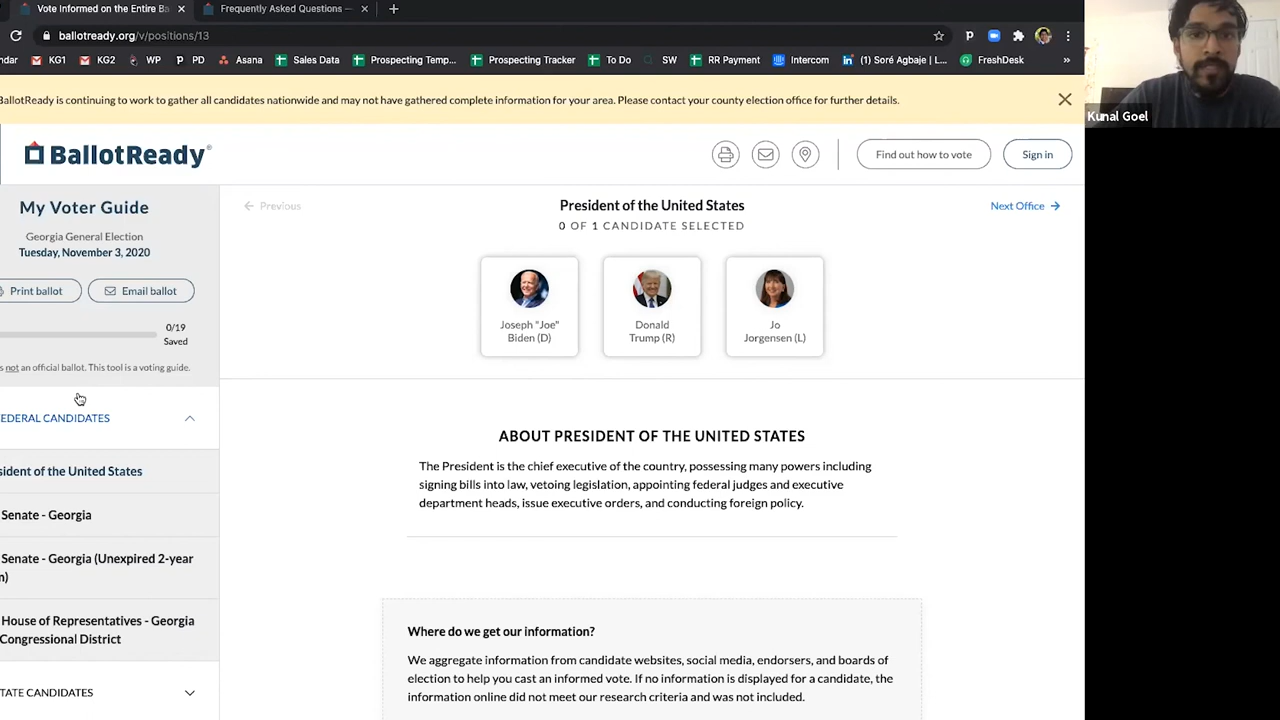 Vote Informed on the Entire Ba
Frequently Asked Questions —
ballotready.org/v/positions/13
ndar KG1 KG2 WP PD Asana Sales Data Prospecting Temp... Prospecting Tracker To Do SW RR Payment Intercom Soré Agbaje | L... FreshDesk »
BallotReady is continuing to work to gather all candidates nationwide and may not have gathered complete information for your area. Please contact your county election office for further details.
Kunal Goel
BallotReady®
Find out how to vote
Sign in
My Voter Guide
Georgia General Election
Tuesday, November 3, 2020
Print ballot
Email ballot
0/19
Saved
s not an official ballot. This tool is a voting guide.
EDERAL CANDIDATES
sident of the United States
Senate - Georgia
Senate - Georgia (Unexpired 2-year
m)
House of Representatives - Georgia
Congressional District
TATE CANDIDATES
Previous
President of the United States
0 OF 1 CANDIDATE SELECTED
Next Office
Joseph "Joe"
Biden (D)
Donald
Trump (R)
Jo
Jorgensen (L)
ABOUT PRESIDENT OF THE UNITED STATES
The President is the chief executive of the country, possessing many powers including
signing bills into law, vetoing legislation, appointing federal judges and executive
department heads, issue executive orders, and conducting foreign policy.
Where do we get our information?
We aggregate information from candidate websites, social media, endorsers, and boards of
election to help you cast an informed vote. If no information is displayed for a candidate, the
information online did not meet our research criteria and was not included.